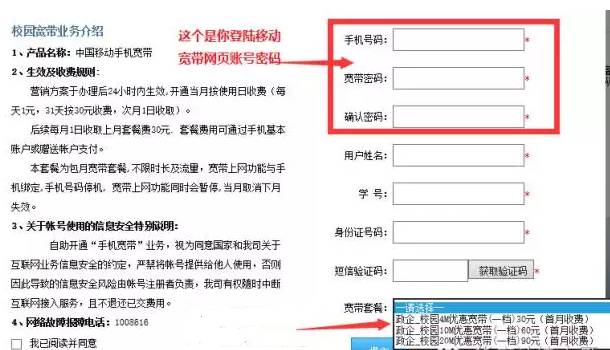 校园宽带业务介绍
1、产品名称：中国移动手机宽带
2、生效及收费规则：
营销方案于办理后24小时内生效,开通当月按使用日收费（每
天1元，31天按30元收费，次月1日收取）。
后续每月1日收取上月套餐费30元. 套餐费用可通过手机基本
账户或赠送帐户支付。
本套餐为包月宽带套餐,不限时长及流量，宽带上网功能与手
机绑定,手机号码停机，宽带上网功能同时会暂停,当月取消下月
失效。
3、关于帐号使用的信息安全特别说明：
自助开通“手机宽带”业务，视为同意国家和我司关于
互联网业务信息安全的约定，严禁将帐号提供给他人使用，否则
因此导致的信息安全风险由帐号注册者负责，我司有权随时中断
互联网接入服务，且不退还已交费用。
4、网络故障报障电话：1008616
我已阅读并同意
这个是你登陆移动
宽带网页账号密码
手机号码： *
宽带密码： *
确认密码： *
用户姓名： *
学 号： *
身份证号码： *
短信验证码： 获取验证码 *
宽带套餐： --请选择--
政企_校园4M优惠宽带(一档)30元（首月收费）
政企_校园10M优惠宽带(一档)60元（首月收费）
政企_校园20M优惠宽带(一档)90元（首月收费）